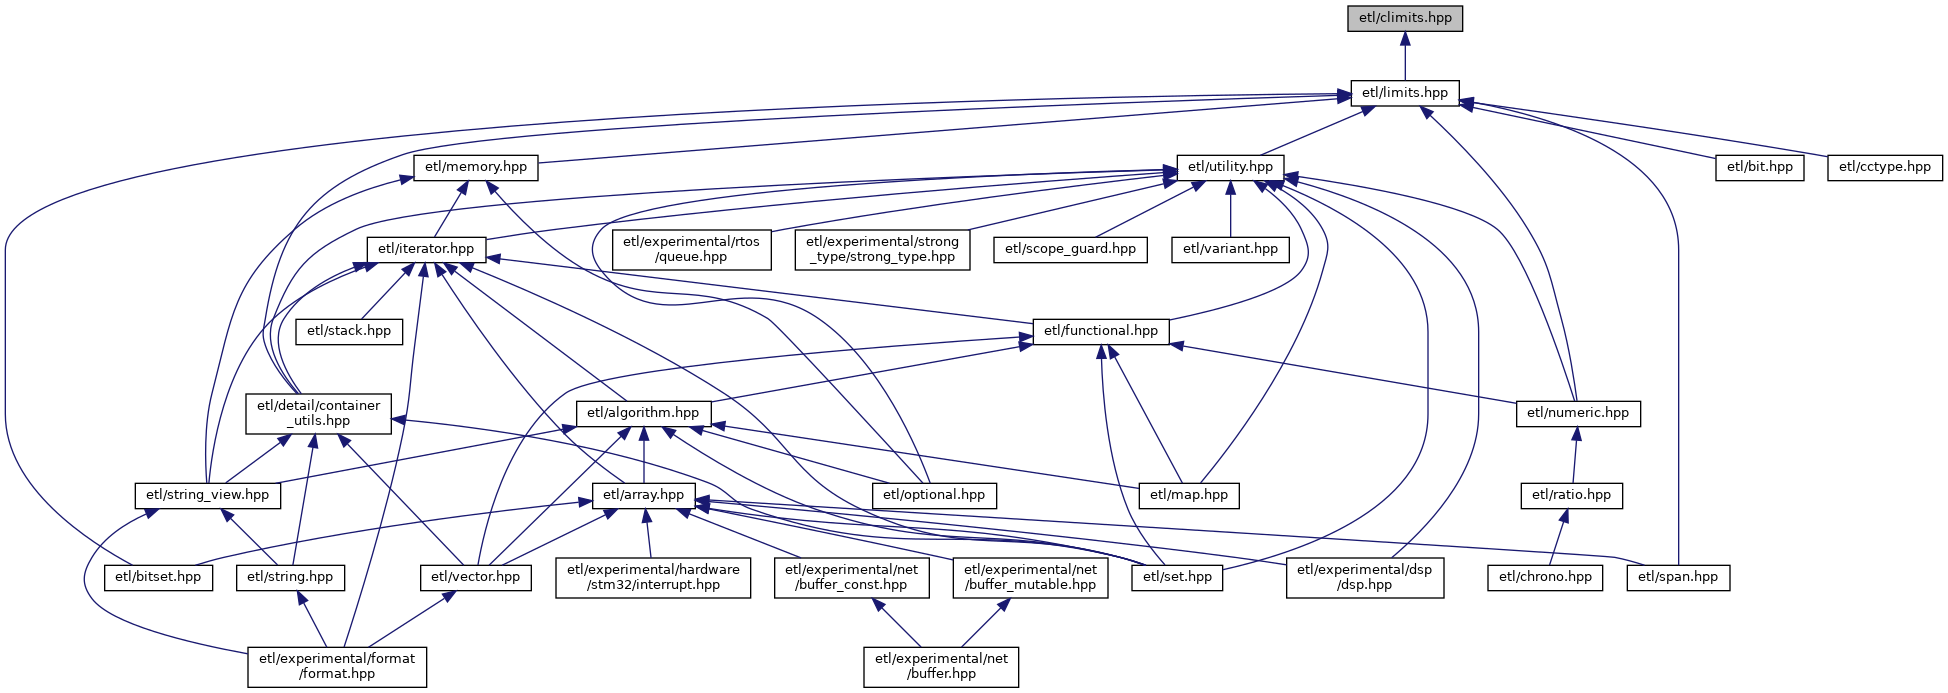 etl/climits.hpp
etl/limits.hpp
etl/memory.hpp
etl/utility.hpp
etl/bit.hpp
etl/cctype.hpp
etl/iterator.hpp
etl/experimental/rtos
/queue.hpp
etl/experimental/strong
_type/strong_type.hpp
etl/scope_guard.hpp
etl/variant.hpp
etl/stack.hpp
etl/functional.hpp
etl/detail/container
_utils.hpp
etl/algorithm.hpp
etl/numeric.hpp
etl/string_view.hpp
etl/array.hpp
etl/optional.hpp
etl/map.hpp
etl/ratio.hpp
etl/bitset.hpp
etl/string.hpp
etl/vector.hpp
etl/experimental/hardware
/stm32/interrupt.hpp
etl/experimental/net
/buffer_const.hpp
etl/experimental/net
/buffer_mutable.hpp
etl/set.hpp
etl/experimental/dsp
/dsp.hpp
etl/chrono.hpp
etl/span.hpp
etl/experimental/format
/format.hpp
etl/experimental/net
/buffer.hpp